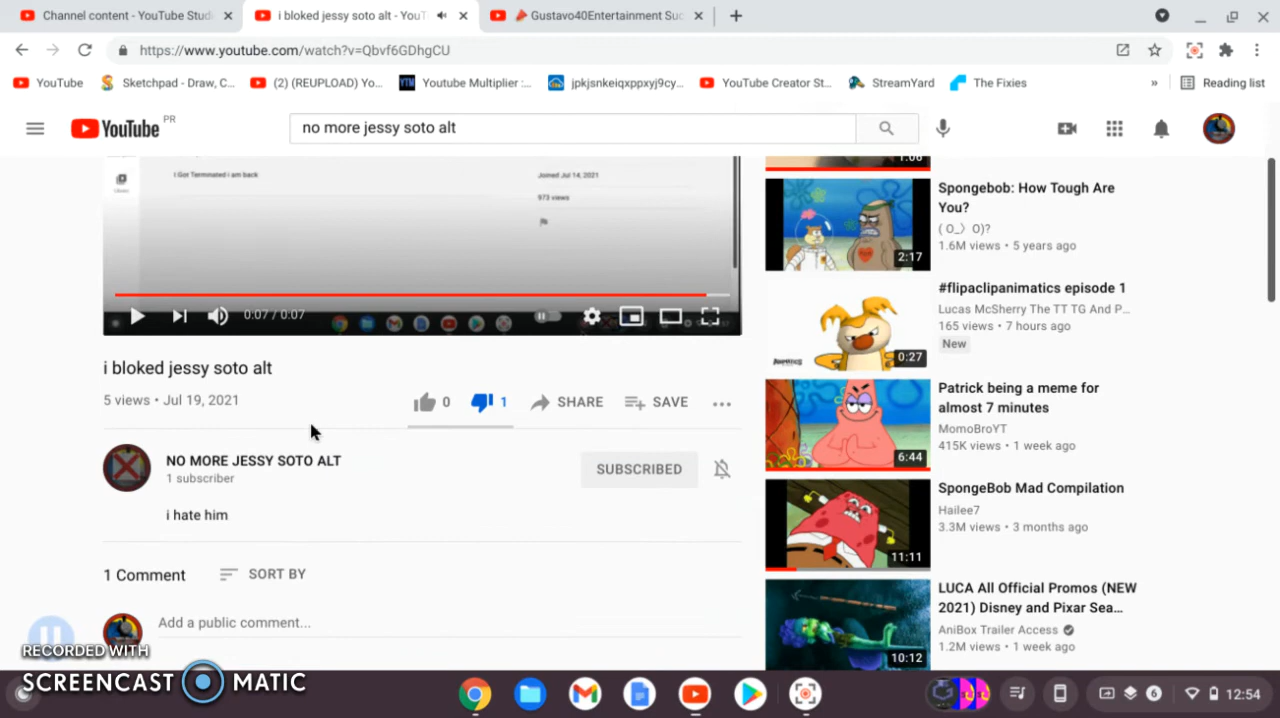 Channel content - YouTube Studi
i bloked jessy soto alt - YouT
Gustavo40Entertainment Suc
https://www.youtube.com/watch?v=Qbvf6GDhgCU
YouTube
Sketchpad - Draw, C...
(2) (REUPLOAD) Yo...
YTM
Youtube Multiplier :...
jpkjsnkeiqxppxyj9cy...
YouTube Creator St...
StreamYard
The Fixies
»
Reading list
YouTube PR
no more jessy soto alt
Library
I Got Terminated i am back
Joined Jul 14, 2021
973 views
0:07 / 0:07
i bloked jessy soto alt
5 views • Jul 19, 2021
0
1
SHARE
SAVE
NO MORE JESSY SOTO ALT
1 subscriber
SUBSCRIBED
i hate him
1 Comment
SORT BY
Add a public comment...
1:06
Spongebob: How Tough Are
You?
( O_〉O)?
1.6M views • 5 years ago
2:17
#flipaclipanimatics episode 1
Lucas McSherry The TT TG And P...
165 views • 7 hours ago
New
0:27
Patrick being a meme for
almost 7 minutes
MomoBroYT
415K views • 1 week ago
6:44
SpongeBob Mad Compilation
Hailee7
3.3M views • 3 months ago
11:11
LUCA All Official Promos (NEW
2021) Disney and Pixar Sea...
AniBox Trailer Access
1.2M views • 1 week ago
10:12
RECORDED WITH
SCREENCAST MATIC
6
12:54